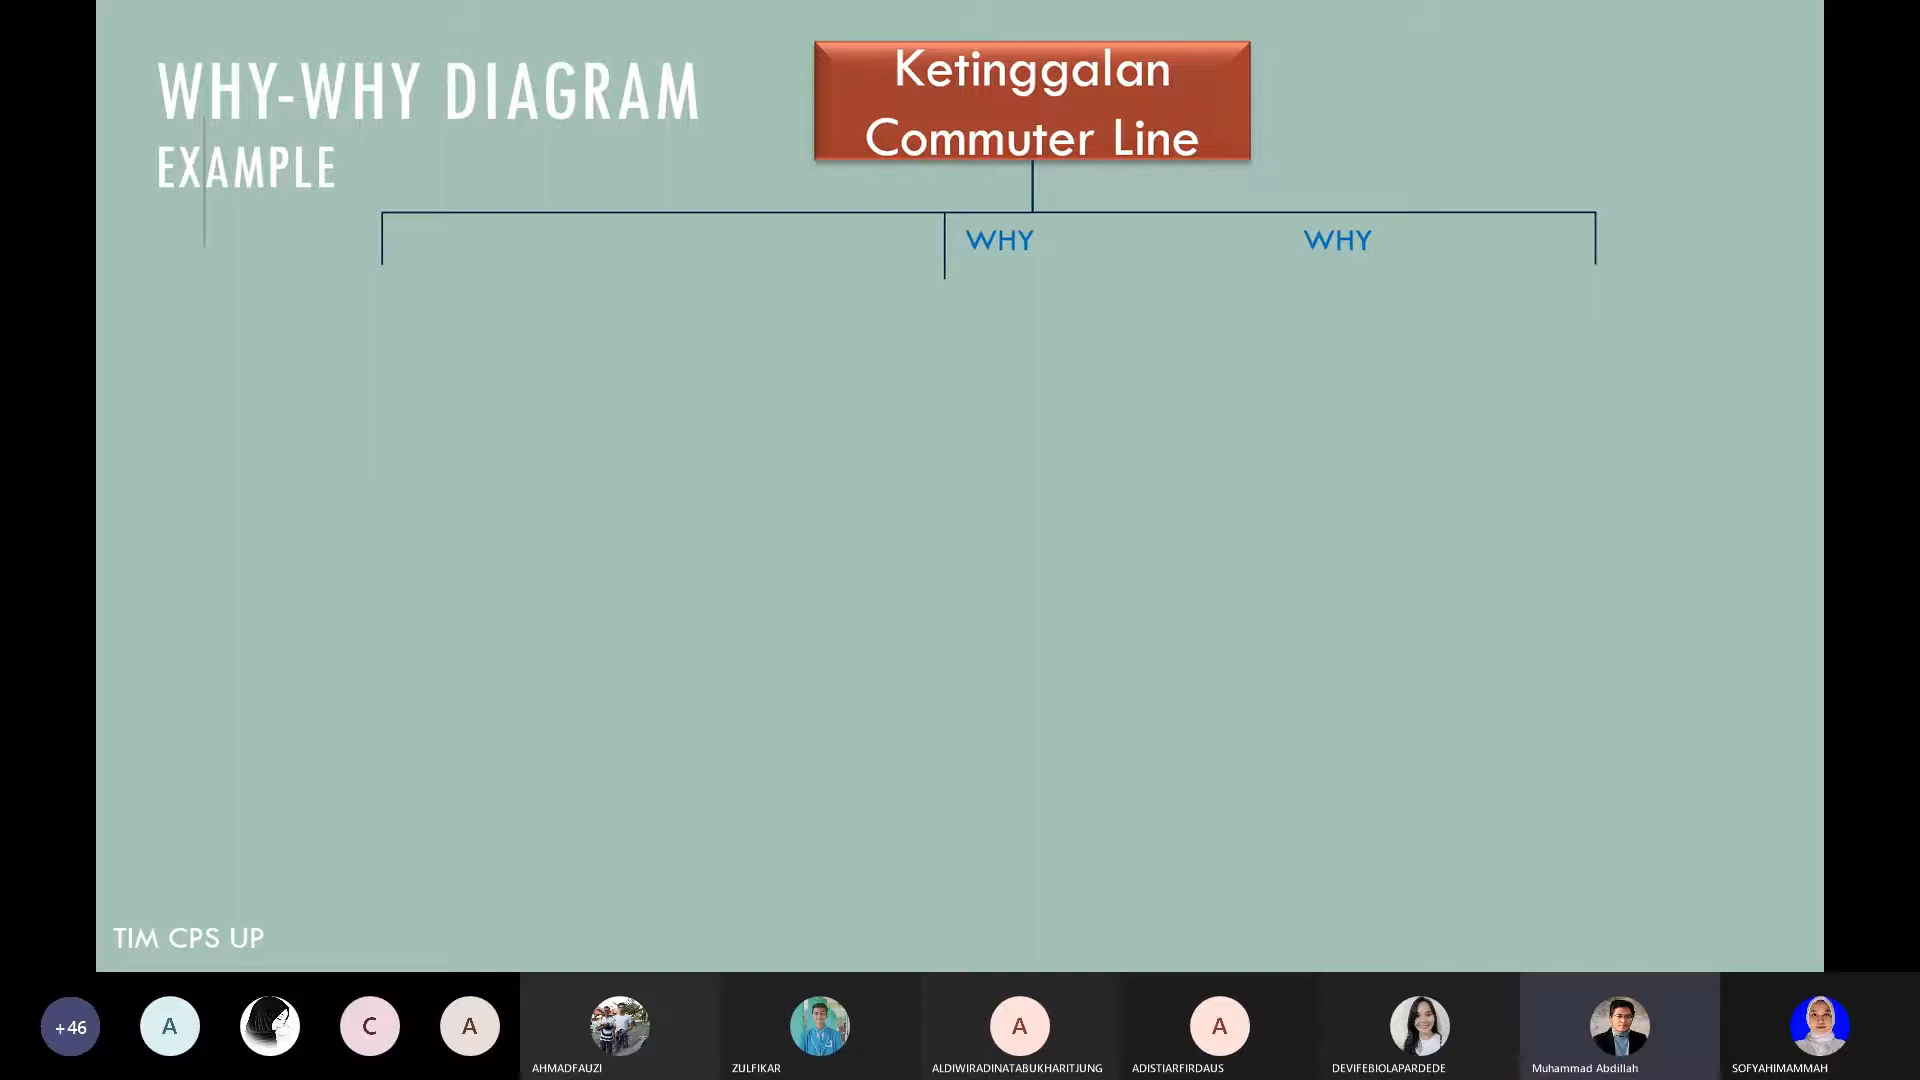 WHY-WHY DIAGRAM
EXAMPLE
Ketinggalan
Commuter Line
WHY
WHY
TIM CPS UP
+46
A
C
A
AHMADFAUZI
ZULFIKAR
A
ALDIWIRADINATABUKHARITJUNG
A
ADISTIARFIRDAUS
DEVIFEBIOLAPARDEDE
Muhammad Abdillah
SOFYAHIMAMMAH